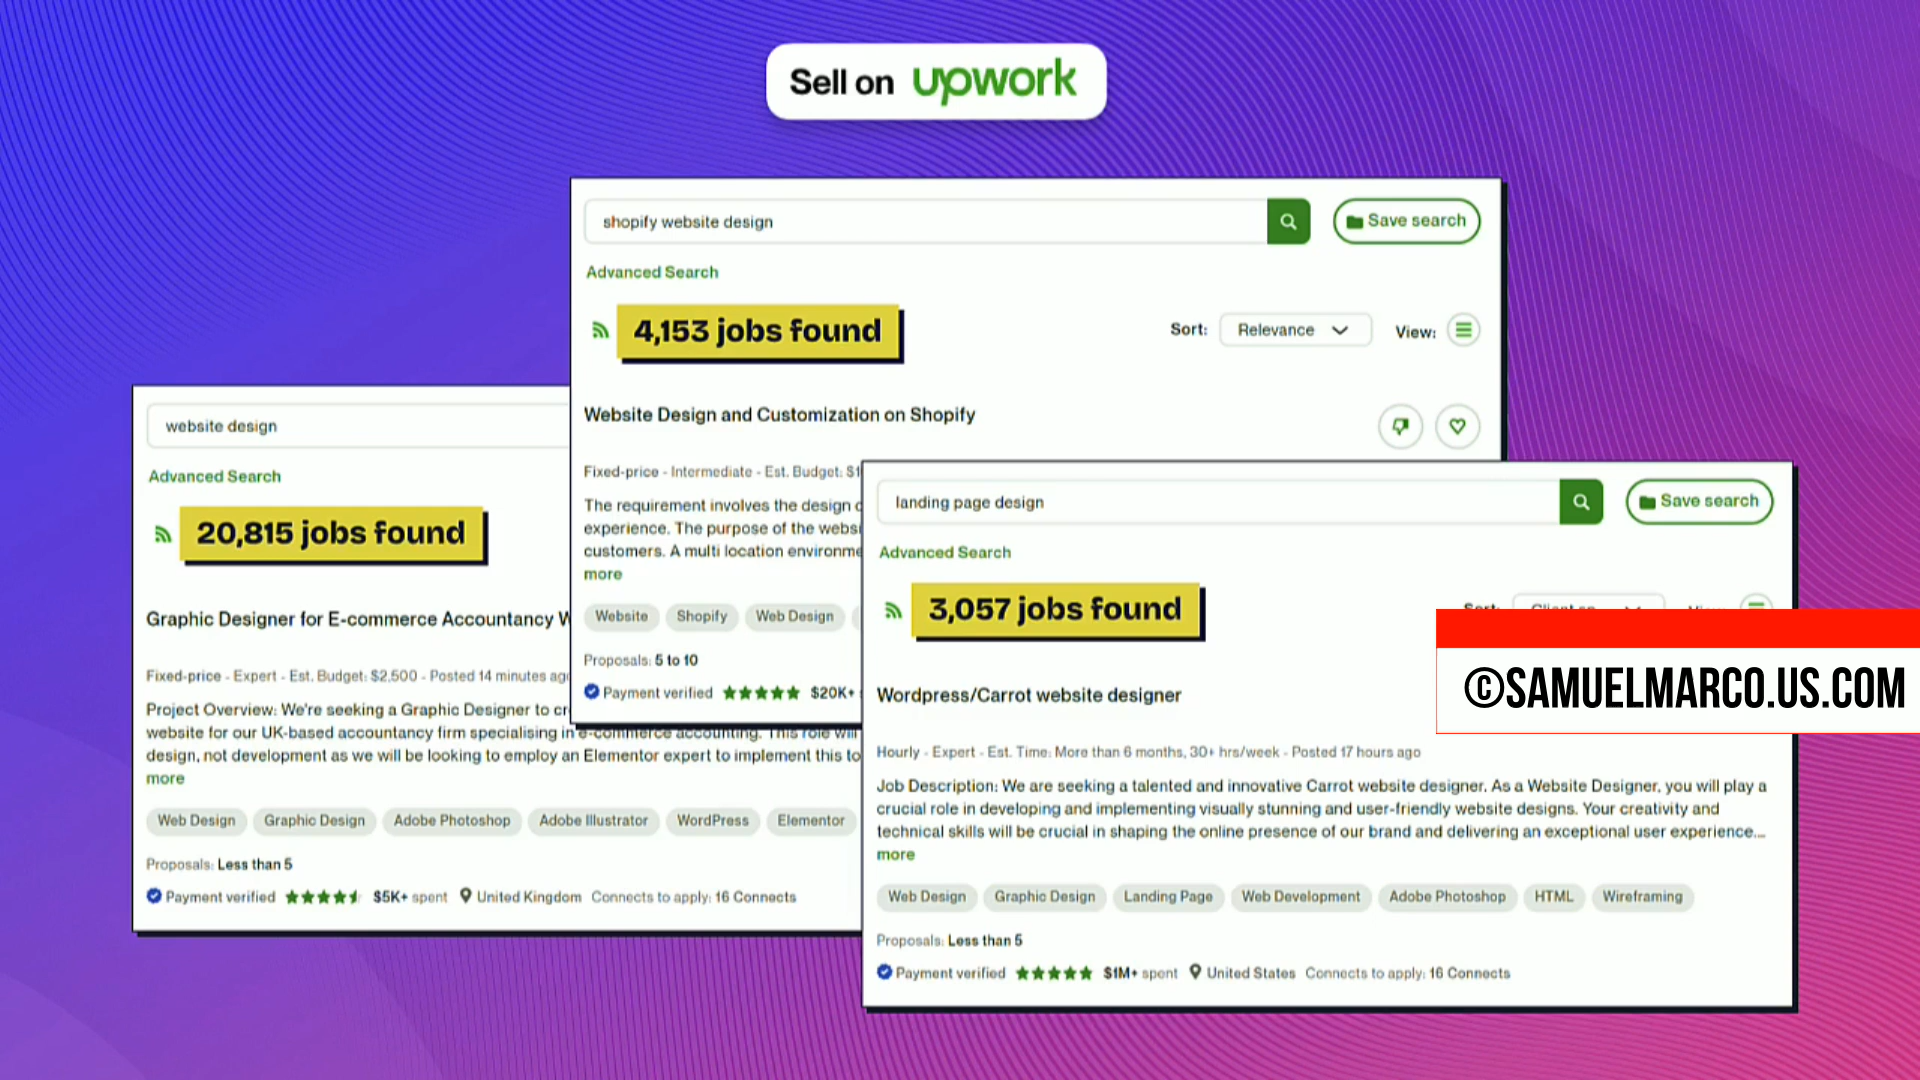 Sell on upwork
shopify website design
Save search
Advanced Search
4,153 jobs found
Sort: Relevance
View:
Website Design and Customization on Shopify
Fixed-price - Intermediate - Est. Budget: $1
The requirement involves the design
experience. The purpose of the
customers. A multi location
more
Website
Shopify
Web Design
Proposals: 5 to 10
Payment verified
$20K+
website design
Advanced Search
20,815 jobs found
Graphic Designer for E-commerce Accountancy
Fixed-price - Expert - Est. Budget: $2,500 - Posted 14 minutes
Project Overview: We're seeking a Graphic Designer to
website for our UK-based accountancy firm specialising in e-commerce accounting. This role will
design, not development as we will be looking to employ an Elementor expert to implement this to
more
Web Design
Graphic Design
Adobe Photoshop
Adobe Illustrator
WordPress
Elementor
Proposals: Less than 5
Payment verified
$5K+ spent
United Kingdom
Connects to apply: 16 Connects
landing page design
Save search
Advanced Search
3,057 jobs found
Wordpress/Carrot website designer
Hourly - Expert - Est. Time: More than 6 months, 30+ hrs/week - Posted 17 hours ago
Job Description: We are seeking a talented and innovative Carrot website designer. As a Website Designer, you will play a
crucial role in developing and implementing visually stunning and user-friendly website designs. Your creativity and
technical skills will be crucial in shaping the online presence of our brand and delivering an exceptional user experience...
more
Web Design
Graphic Design
Landing Page
Web Development
Adobe Photoshop
HTML
Wireframing
Proposals: Less than 5
Payment verified
$1M+ spent
United States
Connects to apply: 16 Connects
©SAMUELMARCO.US.COM